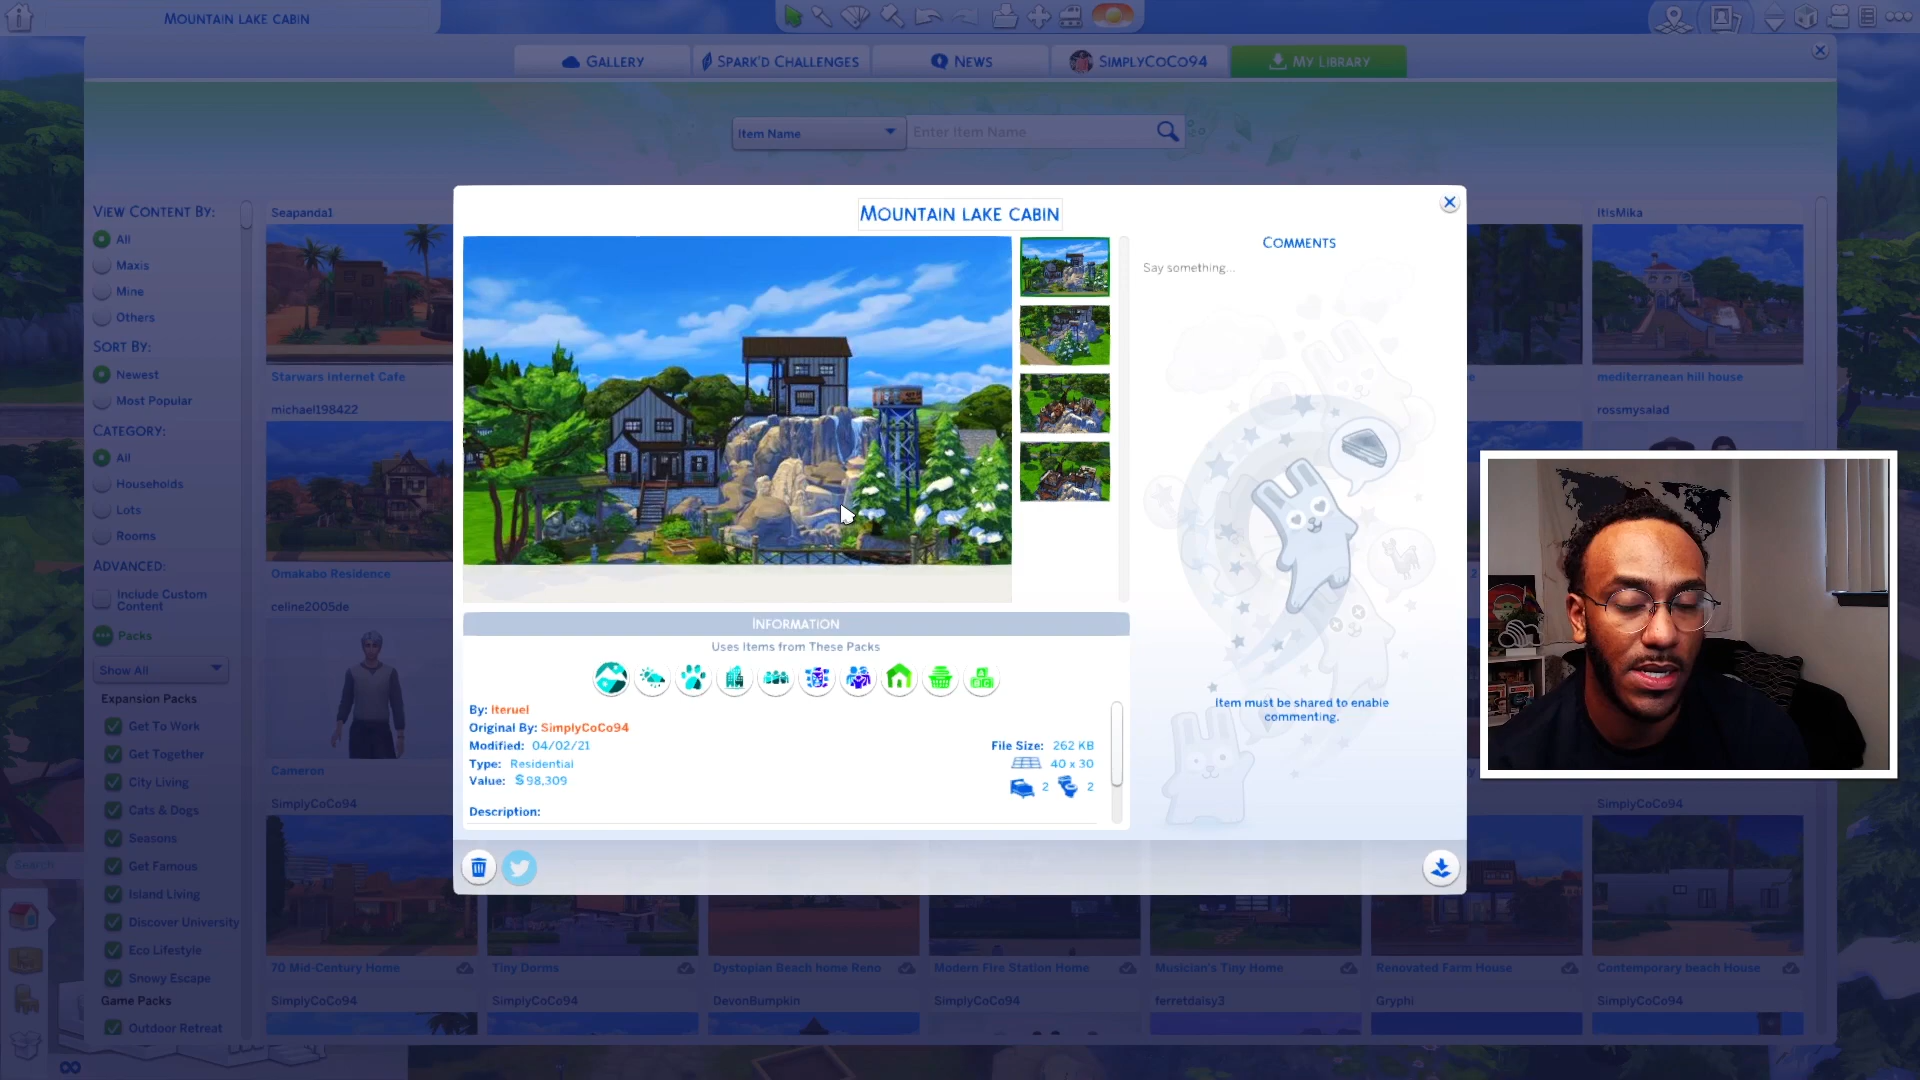 Mountain lake cabin
Gallery
Spark'd Challenges
News
SimplyCoCo94
My Library
Item Name
Enter Item Name
View Content By:
All
Maxis
Mine
Others
Sort By:
Newest
Most Popular
Category:
All
Households
Lots
Rooms
Advanced:
Include Custom
Content
Packs
Show All
Expansion Packs
Get To Work
Get Together
City Living
Cats & Dogs
Seasons
Get Famous
Island Living
Discover University
Eco Lifestyle
Snowy Escape
Game Packs
Outdoor Retreat
Search
Seapanda1
Starwars Internet Cafe
michael198422
Omakabo Residence
celine2005de
Cameron
SimplyCoCo94
70 Mid-Century Home
SimplyCoCo94
Mountain lake cabin
Comments
Say something...
Item must be shared to enable
commenting.
Information
Uses Items from These Packs
By: Iteruel
Original By: SimplyCoCo94
Modified: 04/02/21
Type: Residential
Value: §98,309
File Size: 262 KB
40 x 30
2
2
Description:
ItIsMika
mediterranean hill house
rossmysalad
SimplyCoCo94
Tiny Dorms
Dystopian Beach home Reno
Modern Fire Station Home
Musician's Tiny Home
Renovated Farm House
Contemporary beach House
SimplyCoCo94
DevonBumpkin
SimplyCoCo94
ferretdaisy3
Gryphi
SimplyCoCo94